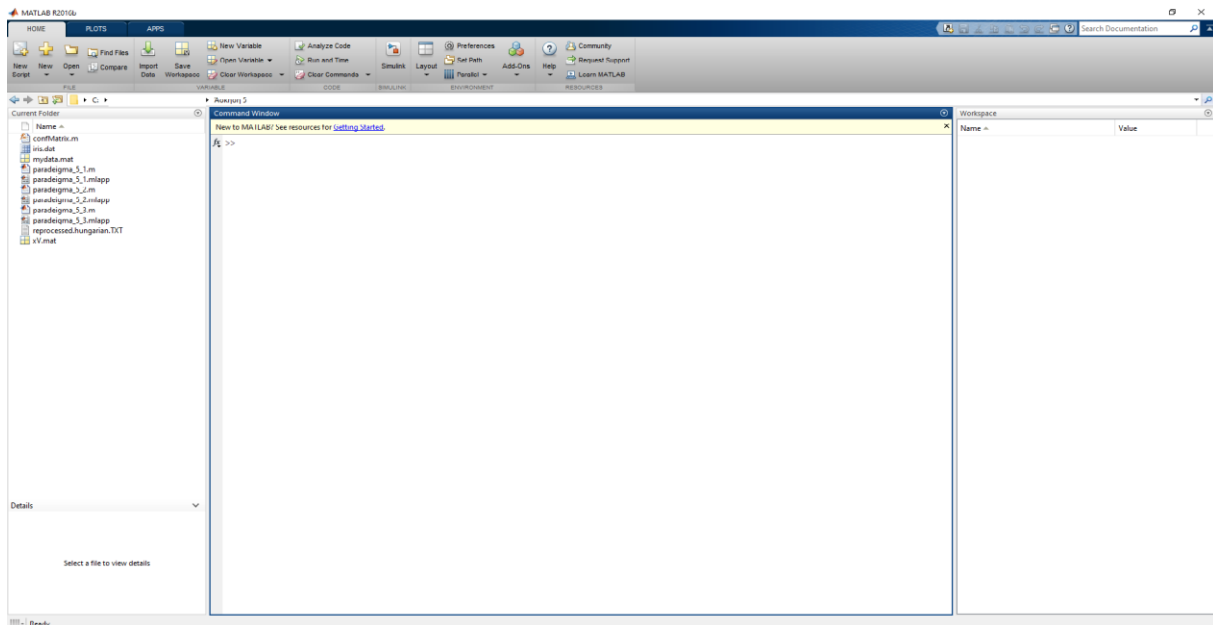 MATLAB R2016b
HOME PLOTS APPS
Search Documentation
New Script
New
Open
Find Files
Compare
Import Data
Save Workspace
New Variable
Open Variable
Clear Workspace
Analyze Code
Run and Time
Clear Commands
Simulink
Layout
Preferences
Set Path
Parallel
Add-Ons
Help
Community
Request Support
Learn MATLAB
FILE VARIABLE CODE SIMULINK ENVIRONMENT RESOURCES
C: Άσκηση 5
Current Folder
Name
confMatrix.m
iris.dat
mydata.mat
paradeigma_5_1.m
paradeigma_5_1.mlapp
paradeigma_5_2.m
paradeigma_5_2.mlapp
paradeigma_5_3.m
paradeigma_5_3.mlapp
reprocessed.hungarian.TXT
xV.mat
Details
Select a file to view details
Command Window
New to MATLAB? See resources for Getting Started.
fx >>
Workspace
Name Value
Ready